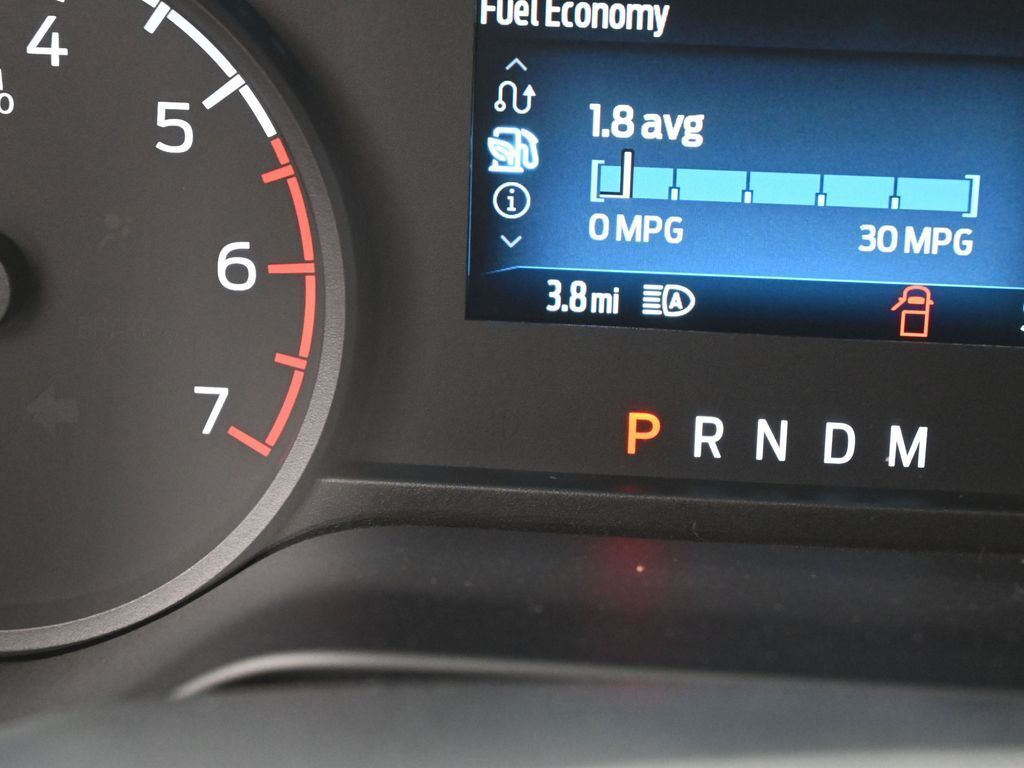 Fuel Economy
4
5
6
7
1.8 avg
0 MPG 30 MPG
3.8 mi A
P R N D M